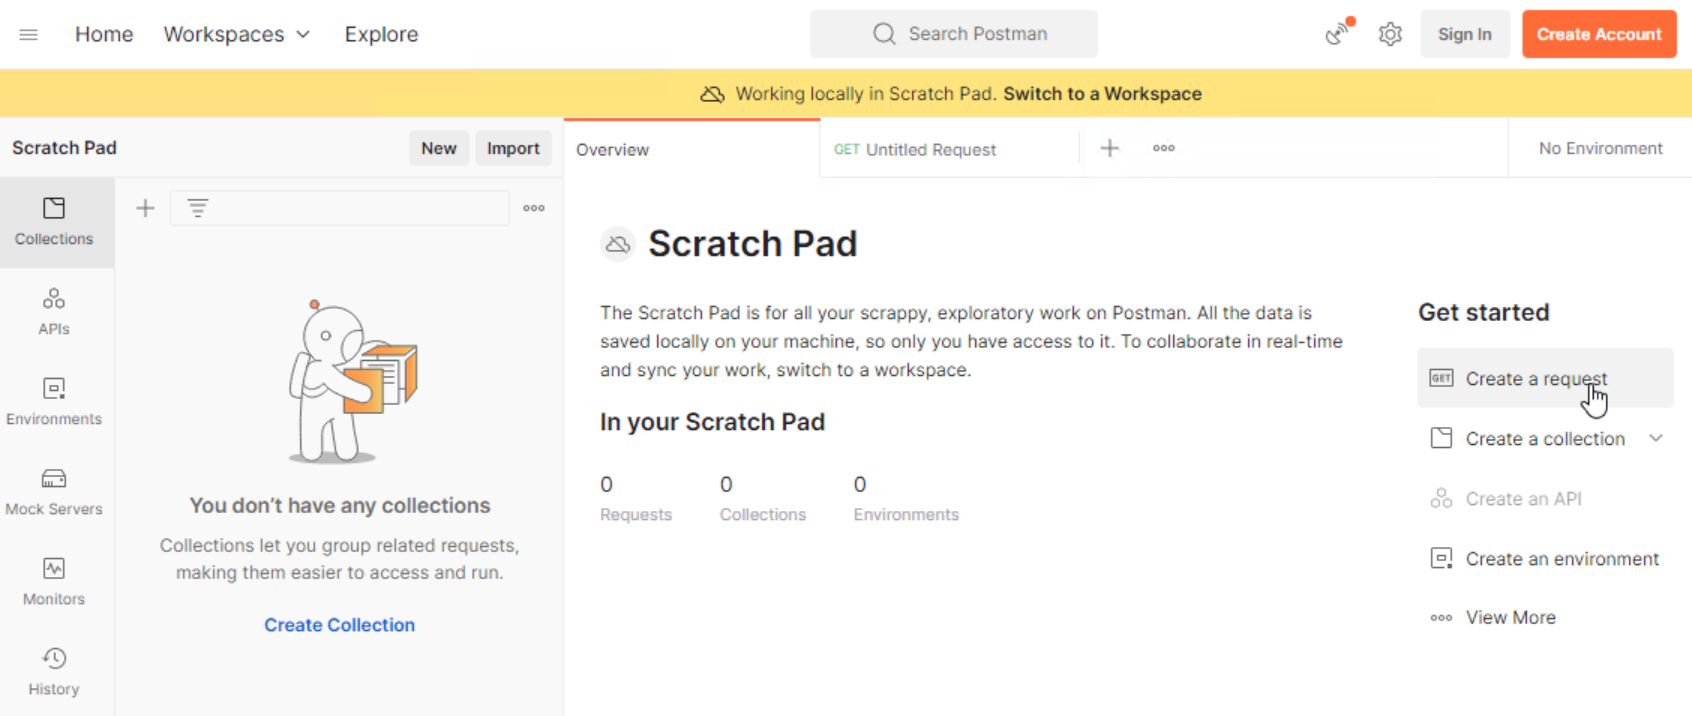 Home Workspaces Explore Search Postman Sign In Create Account
Working locally in Scratch Pad. Switch to a Workspace
Scratch Pad New Import Overview GET Untitled Request No Environment
Collections
APIs
Environments
Mock Servers
Monitors
History
You don't have any collections
Collections let you group related requests,
making them easier to access and run.
Create Collection
Scratch Pad
The Scratch Pad is for all your scrappy, exploratory work on Postman. All the data is
saved locally on your machine, so only you have access to it. To collaborate in real-time
and sync your work, switch to a workspace.
In your Scratch Pad
0 0 0
Requests Collections Environments
Get started
GET Create a request
Create a collection
Create an API
Create an environment
View More